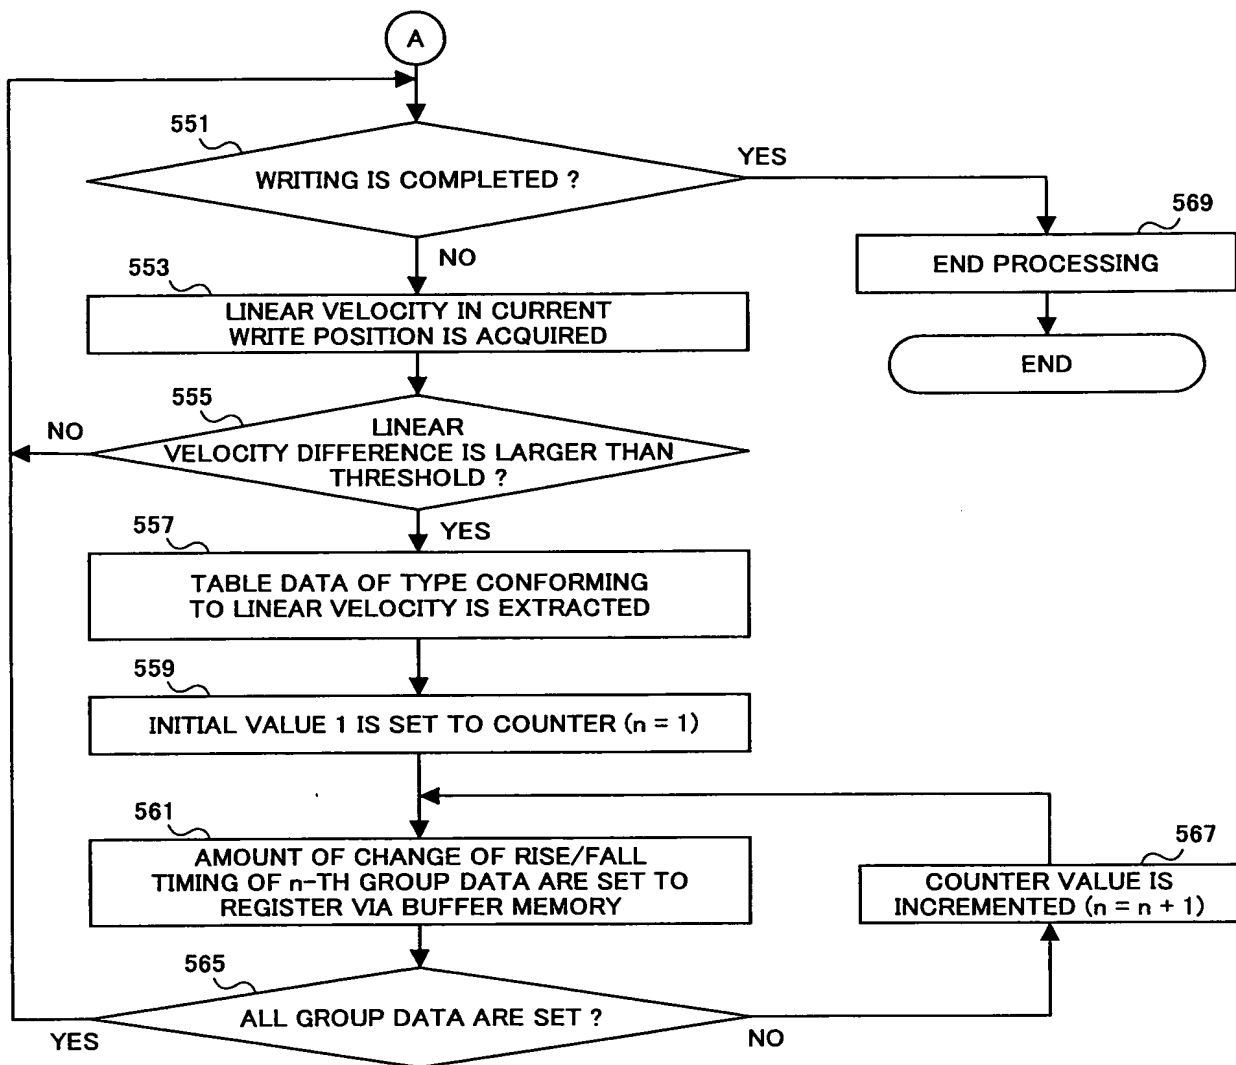 A
551
WRITING IS COMPLETED ?
YES
NO
569
END PROCESSING
END
553
LINEAR VELOCITY IN CURRENT
WRITE POSITION IS ACQUIRED
555
NO
LINEAR
VELOCITY DIFFERENCE IS LARGER THAN
THRESHOLD ?
YES
557
TABLE DATA OF TYPE CONFORMING
TO LINEAR VELOCITY IS EXTRACTED
559
INITIAL VALUE 1 IS SET TO COUNTER (n = 1)
561
AMOUNT OF CHANGE OF RISE/FALL
TIMING OF n-TH GROUP DATA ARE SET TO
REGISTER VIA BUFFER MEMORY
567
COUNTER VALUE IS
INCREMENTED (n = n + 1)
565
ALL GROUP DATA ARE SET ?
YES
NO